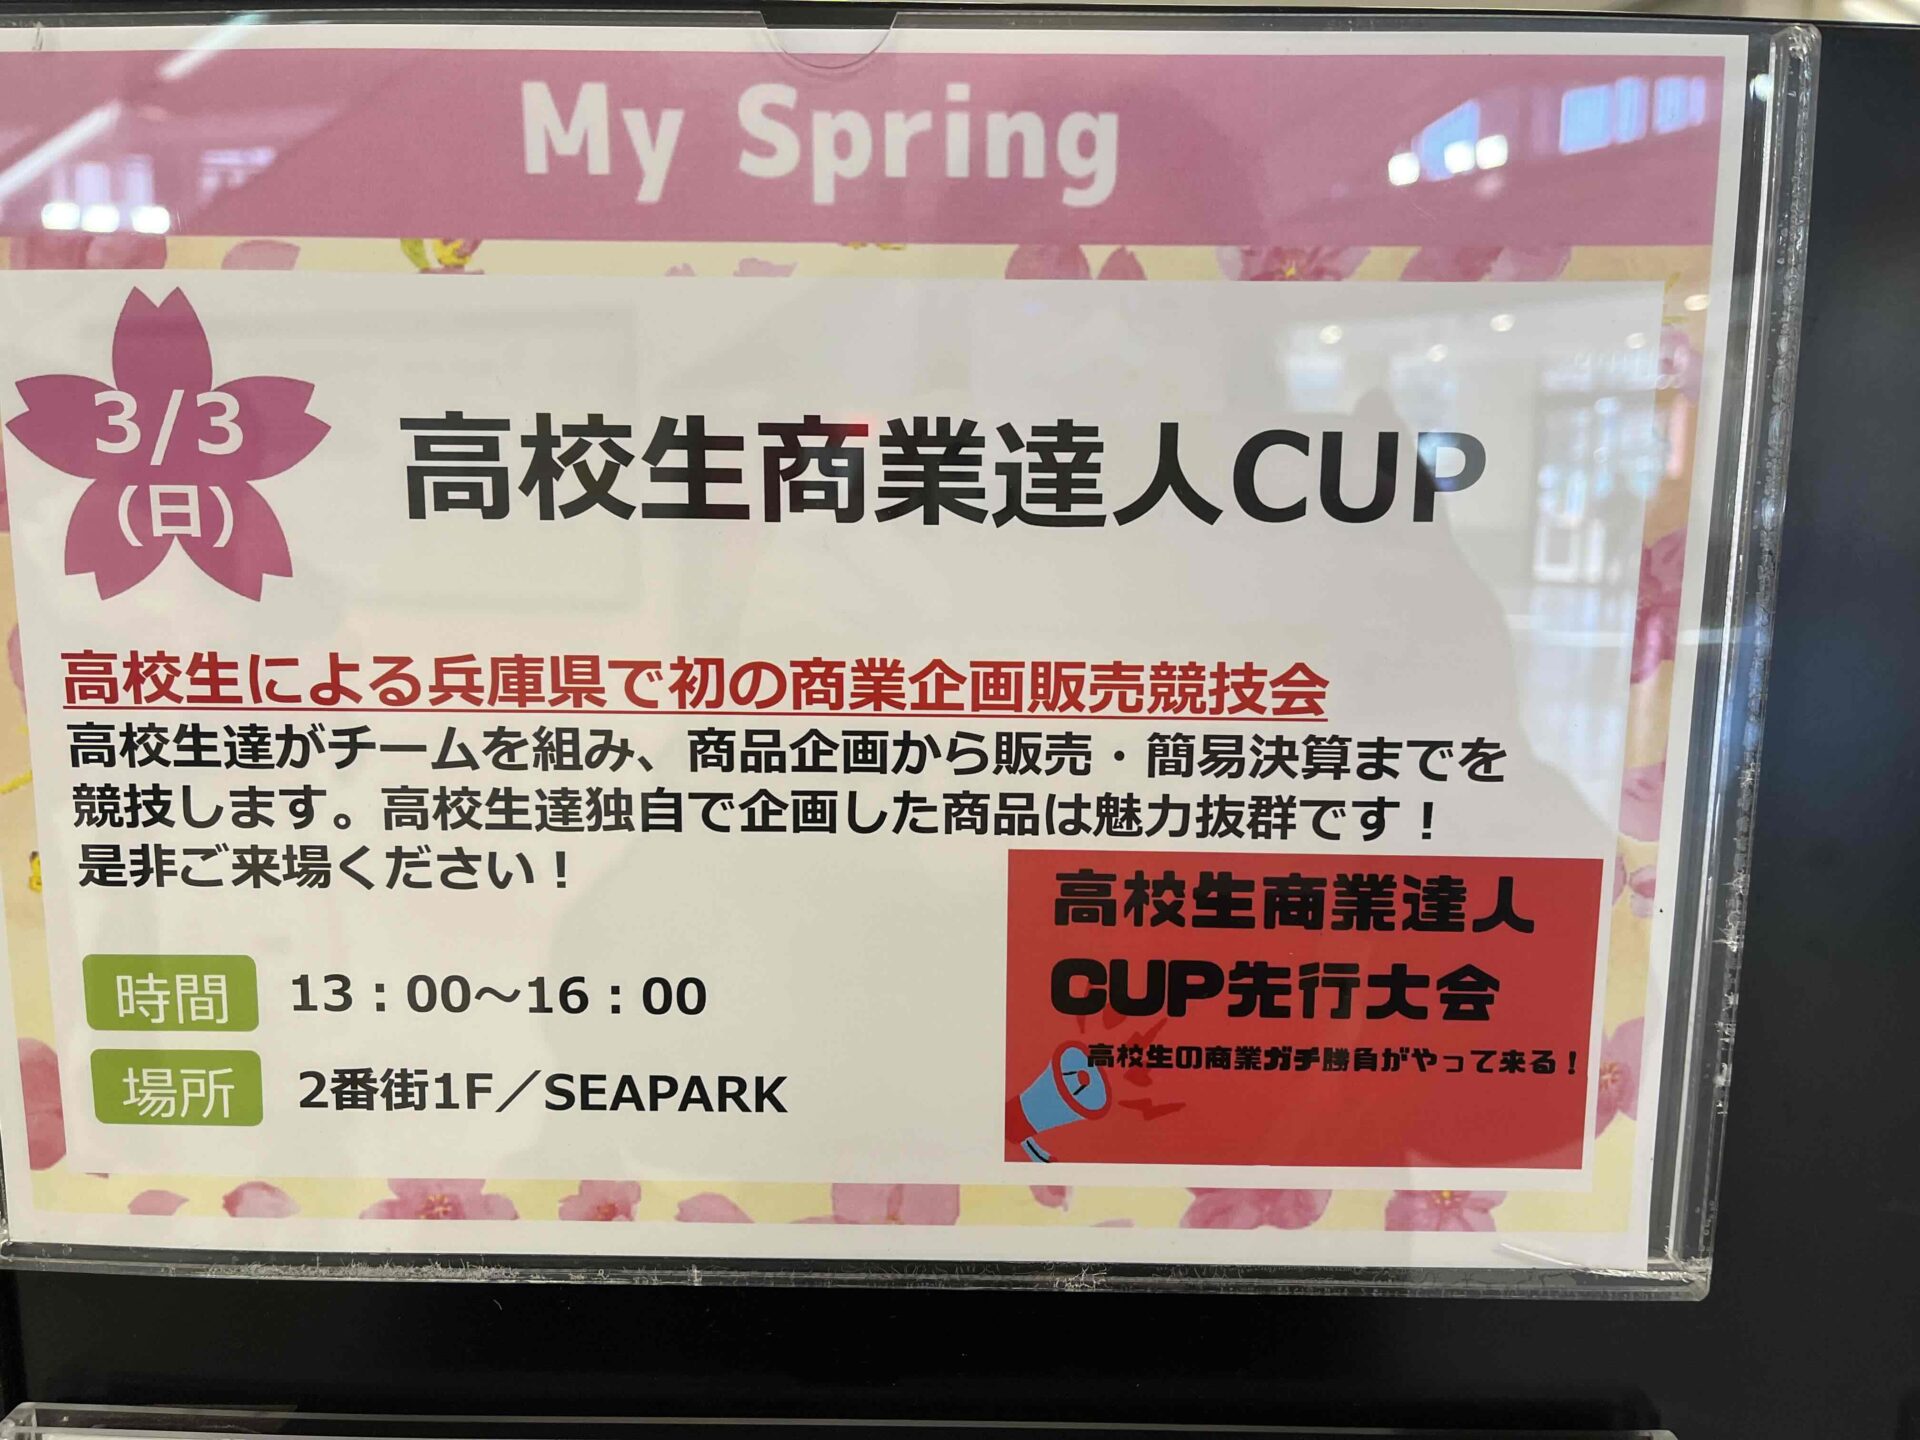 My Spring
3/3
(日)
高校生商業達人CUP
高校生による兵庫県で初の商業企画販売競技会
高校生達がチームを組み、商品企画から販売・簡易決算までを
競技します。高校生達独自で企画した商品は魅力抜群です！
是非ご来場ください！
時間 13：00～16：00
場所 2番街1F／SEAPARK
高校生商業達人
CUP先行大会
高校生の商業ガチ勝負がやって来る！